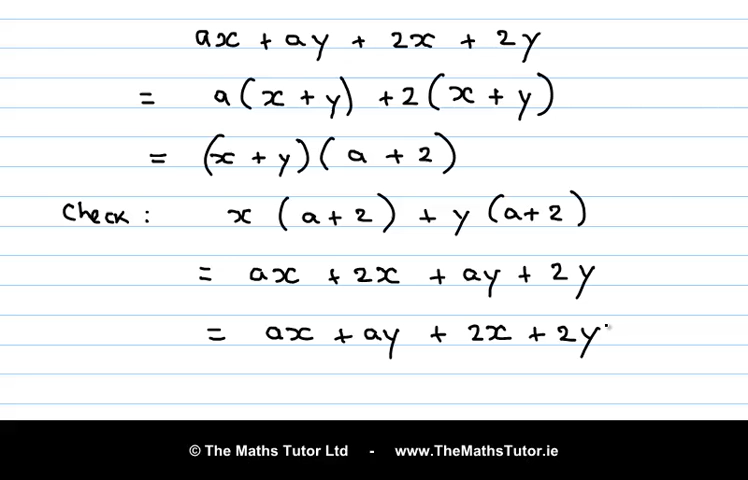 ax + ay + 2x + 2y
= a(x + y) + 2(x + y)
= (x + y)(a + 2)
Check: x(a + 2) + y(a + 2)
= ax + 2x + ay + 2y
= ax + ay + 2x + 2y
© The Maths Tutor Ltd - www.TheMathsTutor.ie